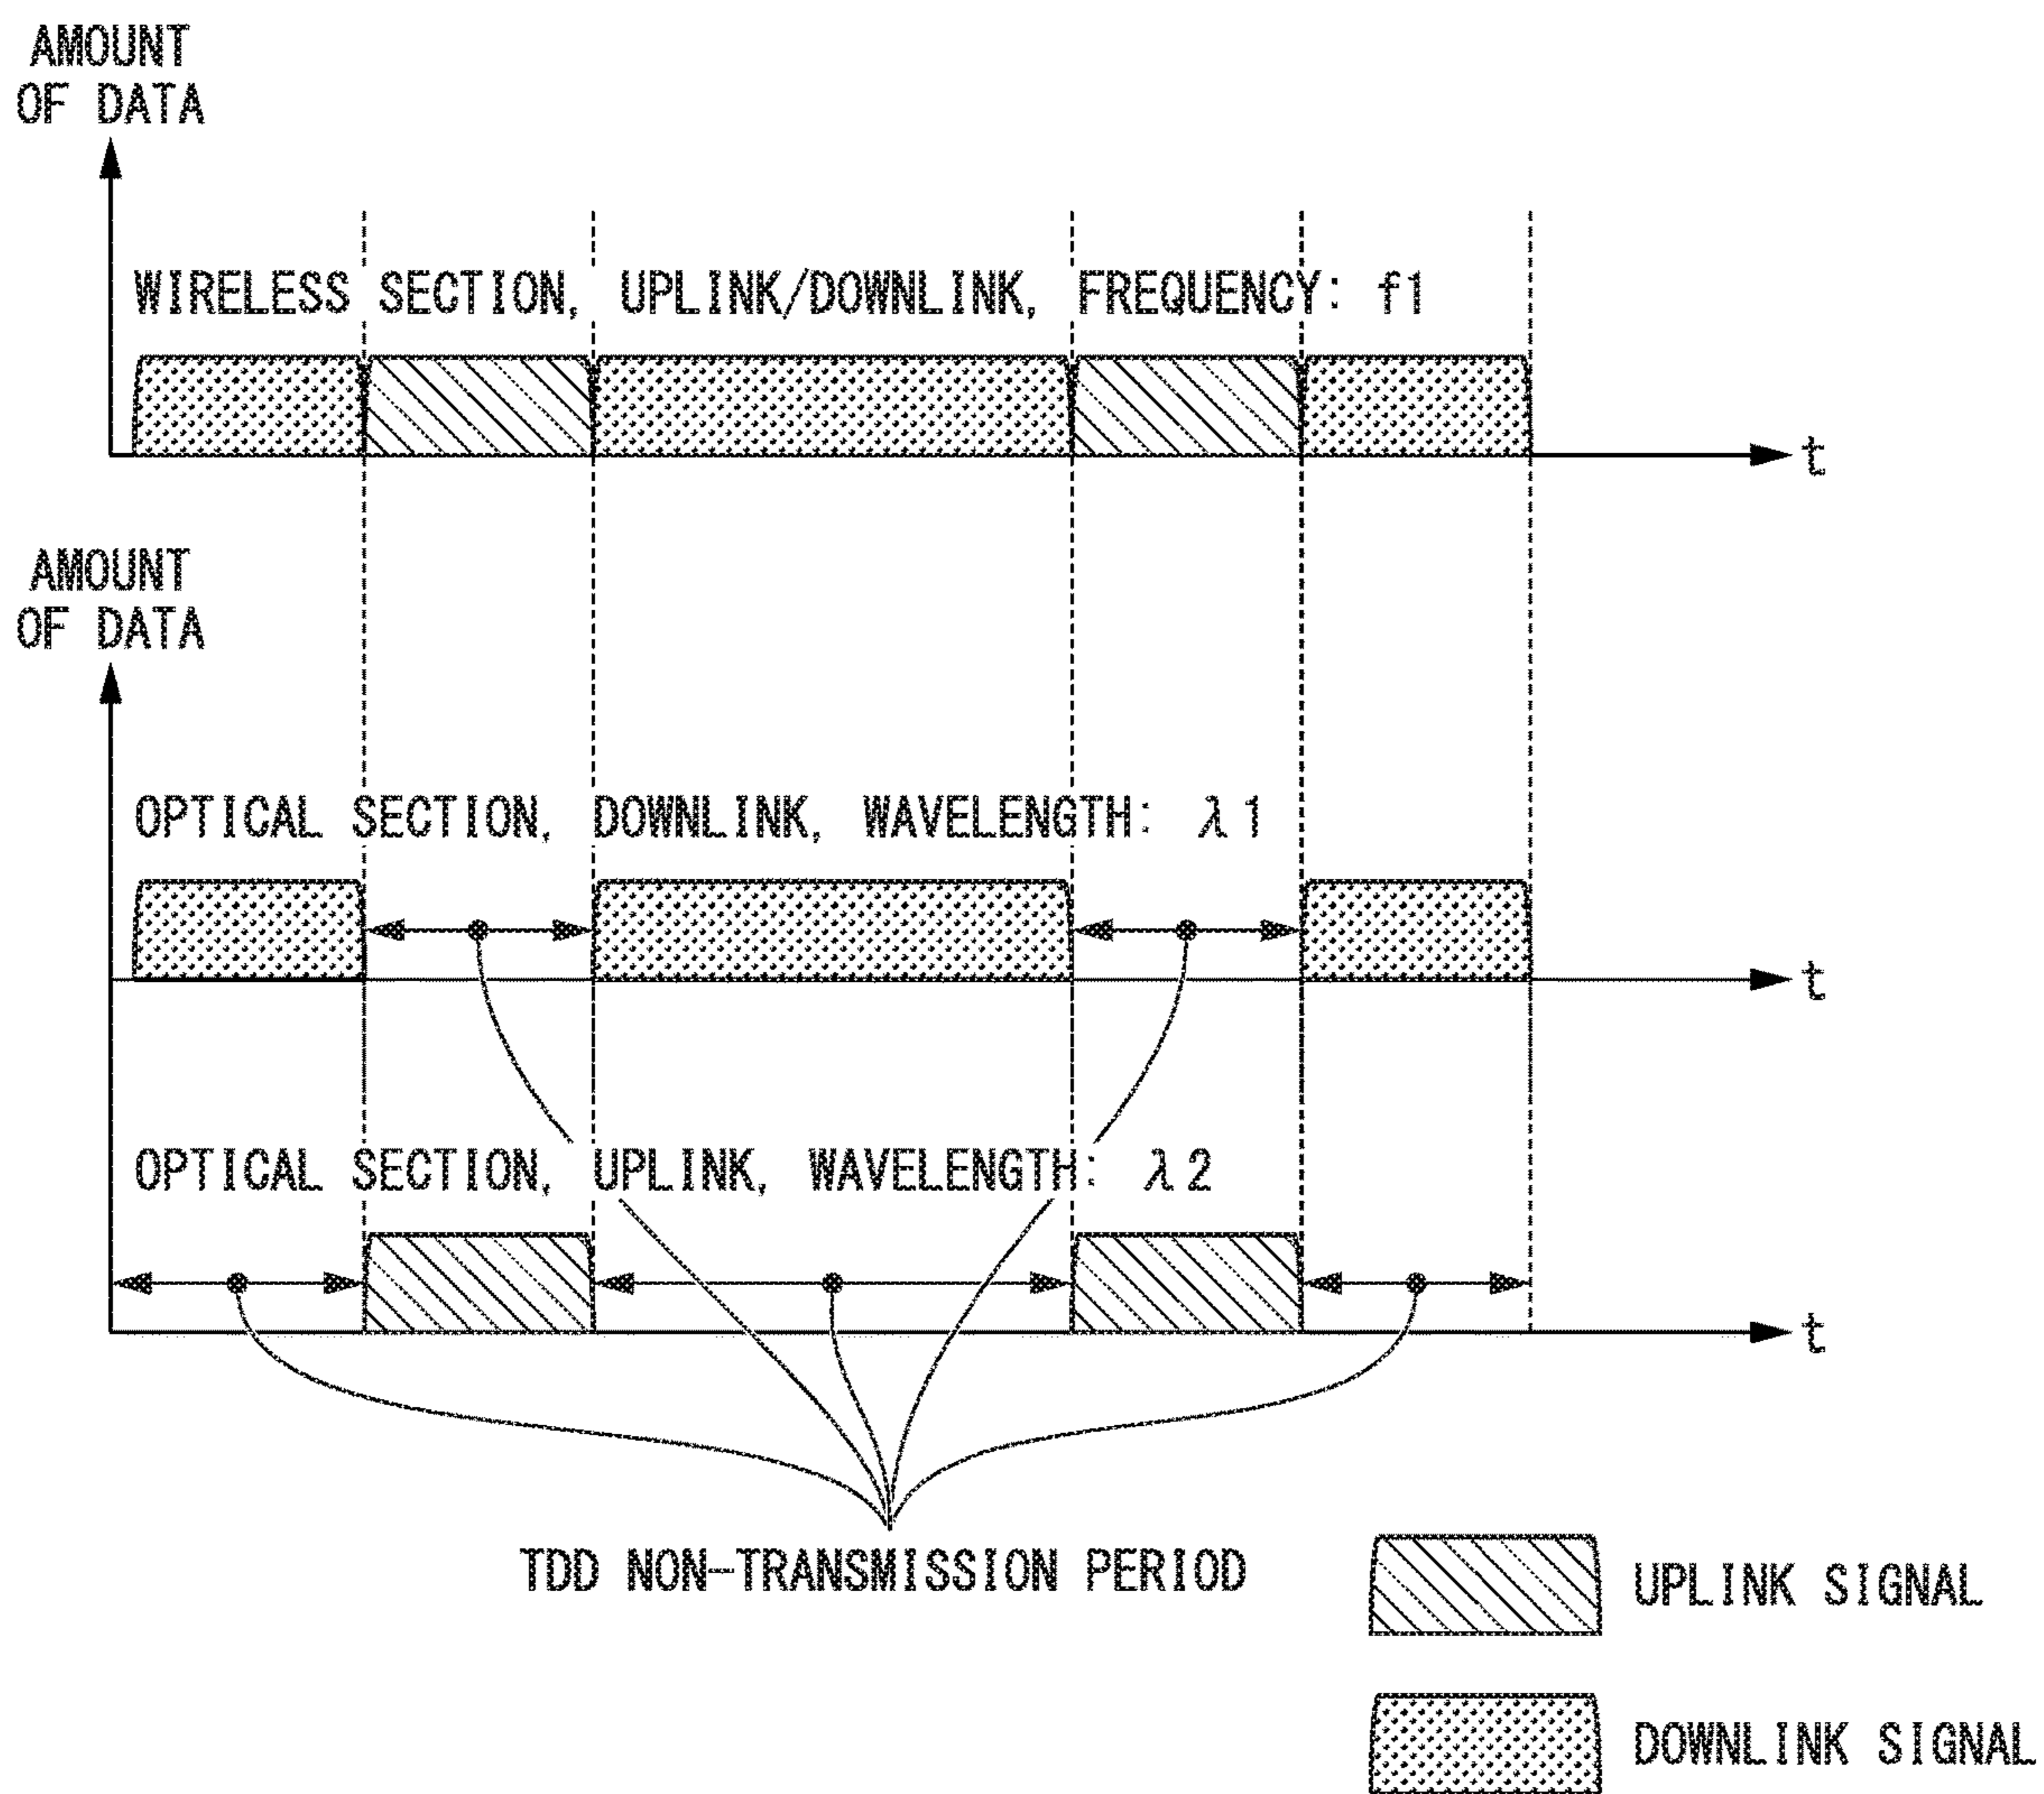 AMOUNT
OF DATA
WIRELESS SECTION, UPLINK/DOWNLINK, FREQUENCY: f1
t
AMOUNT
OF DATA
OPTICAL SECTION, DOWNLINK, WAVELENGTH: λ1
t
OPTICAL SECTION, UPLINK, WAVELENGTH: λ2
t
TDD NON-TRANSMISSION PERIOD
UPLINK SIGNAL
DOWNLINK SIGNAL